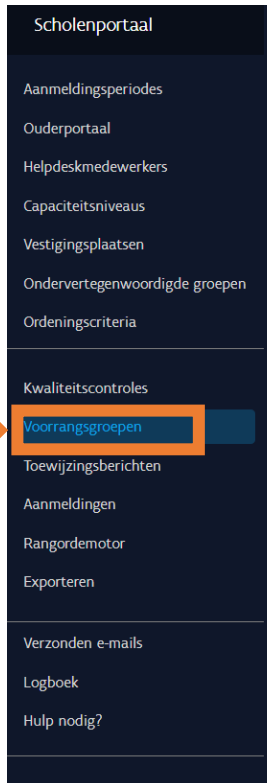 Scholenportaal
Aanmeldingsperiodes
Ouderportaal
Helpdeskmedewerkers
Capaciteitsniveaus
Vestigingsplaatsen
Ondervertegenwoordigde groepen
Ordeningscriteria
Kwaliteitscontroles
Voorrangsgroepen
Toewijzingsberichten
Aanmeldingen
Rangordemotor
Exporteren
Verzonden e-mails
Logboek
Hulp nodig?